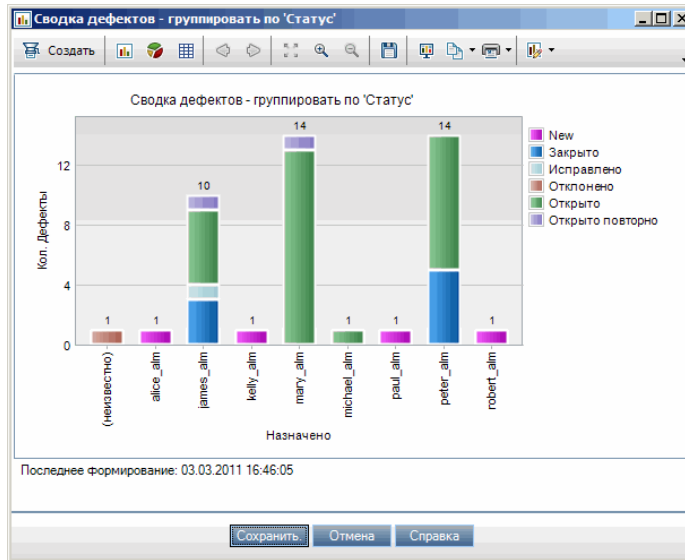 Сводка дефектов - группировать по 'Статус'
Создать
Сводка дефектов - группировать по 'Статус'
Кол. Дефекты
12
8
4
0
1
1
10
1
14
1
1
14
1
(неизвестно)
alice_alm
james_alm
kelly_alm
mary_alm
michael_alm
paul_alm
peter_alm
robert_alm
Назначено
New
Закрыто
Исправлено
Отклонено
Открыто
Открыто повторно
Последнее формирование: 03.03.2011 16:46:05
Сохранить
Отмена
Справка